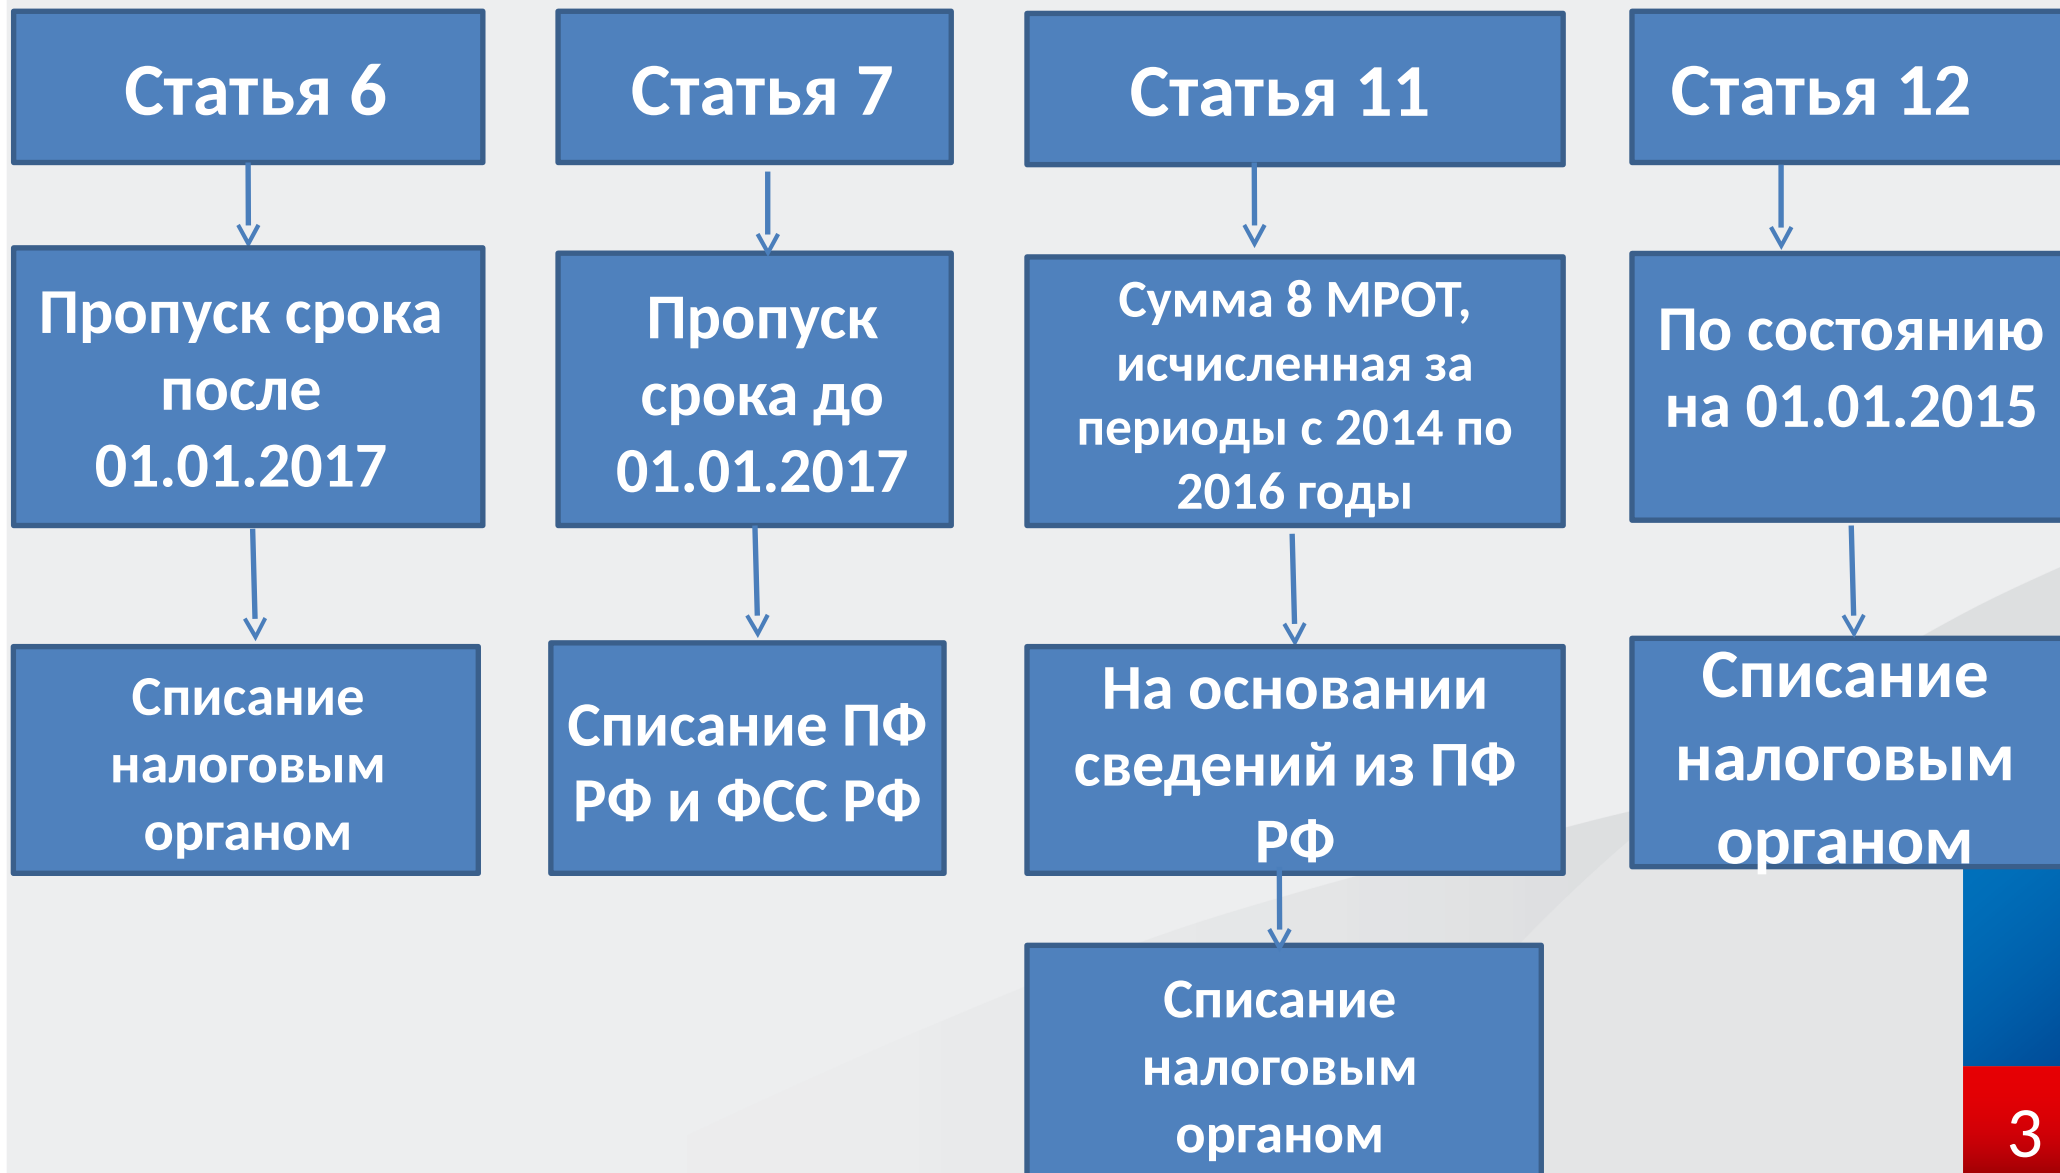 Статья 6
Пропуск срока
после
01.01.2017
Списание
налоговым
органом
Статья 7
Пропуск
срока до
01.01.2017
Списание ПФ
РФ и ФСС РФ
Статья 11
Сумма 8 МРОТ,
исчисленная за
периоды с 2014 по
2016 годы
На основании
сведений из ПФ
РФ
Списание
налоговым
органом
Статья 12
По состоянию
на 01.01.2015
Списание
налоговым
органом
3